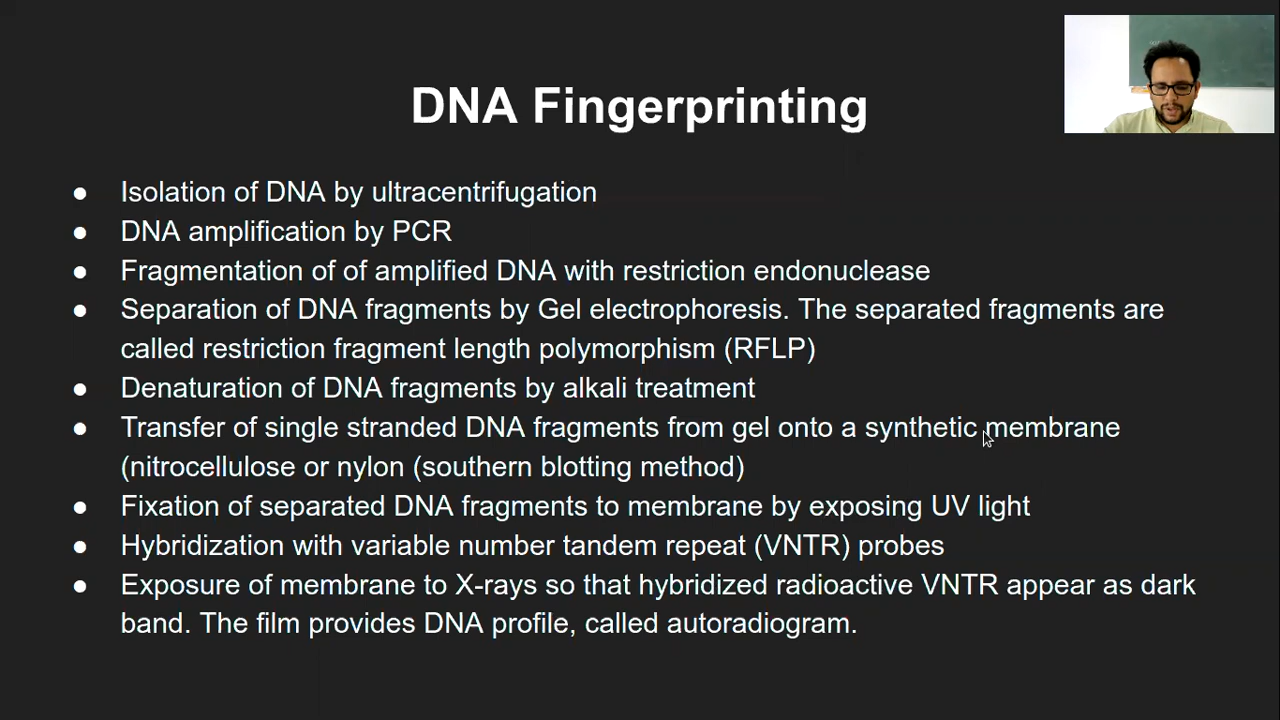 DNA Fingerprinting
● Isolation of DNA by ultracentrifugation
● DNA amplification by PCR
● Fragmentation of of amplified DNA with restriction endonuclease
● Separation of DNA fragments by Gel electrophoresis. The separated fragments are
called restriction fragment length polymorphism (RFLP)
● Denaturation of DNA fragments by alkali treatment
● Transfer of single stranded DNA fragments from gel onto a synthetic membrane
(nitrocellulose or nylon (southern blotting method)
● Fixation of separated DNA fragments to membrane by exposing UV light
● Hybridization with variable number tandem repeat (VNTR) probes
● Exposure of membrane to X-rays so that hybridized radioactive VNTR appear as dark
band. The film provides DNA profile, called autoradiogram.